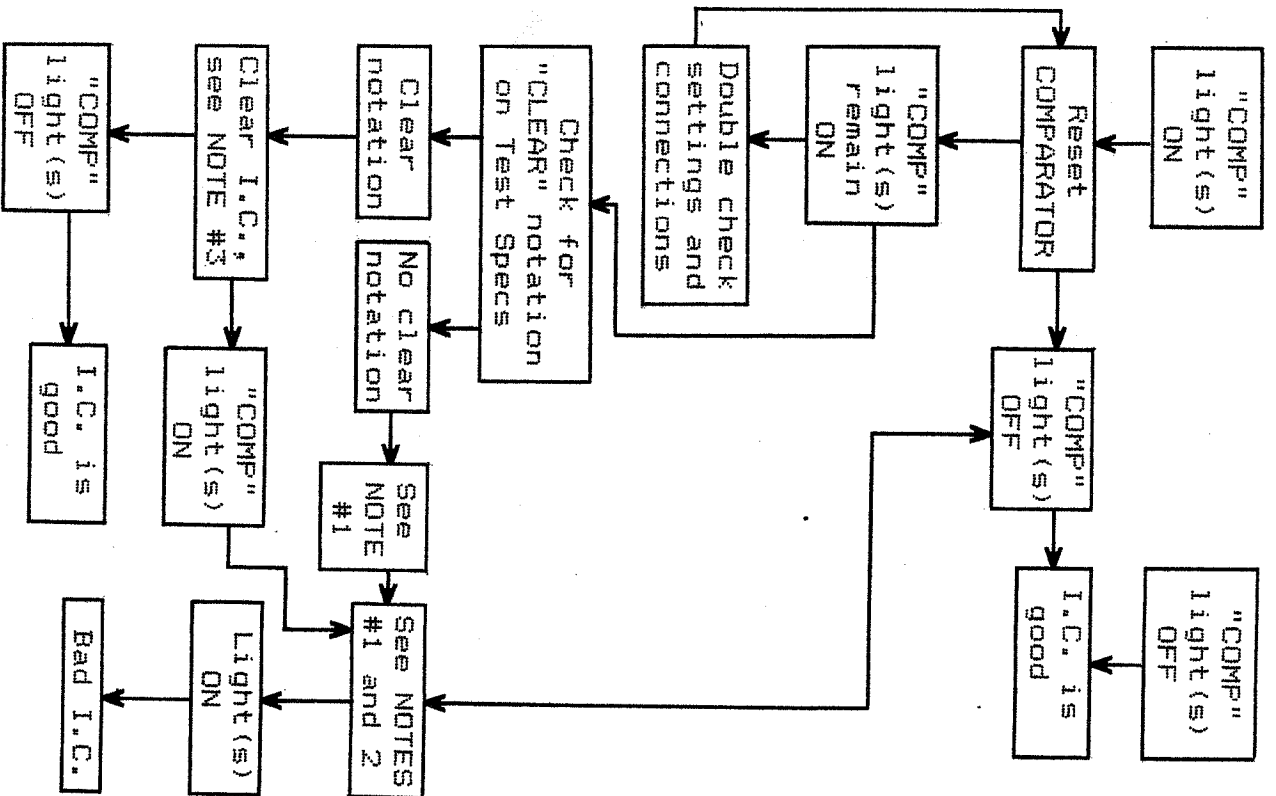 "COMP"
light(s)
ON
"COMP"
light(s)
OFF
Reset
COMPARATOR
"COMP"
light(s)
OFF
I.C. is
good
"COMP"
light(s)
remain
ON
Double check
settings and
connections
Check for
"CLEAR" notation
on Test Specs
Clear
notation
No clear
notation
See
NOTE
#1
See NOTES
#1 and 2
Clear I.C.,
see NOTE #3
"COMP"
light(s)
ON
Light(s)
ON
"COMP"
light(s)
OFF
I.C. is
good
Bad I.C.